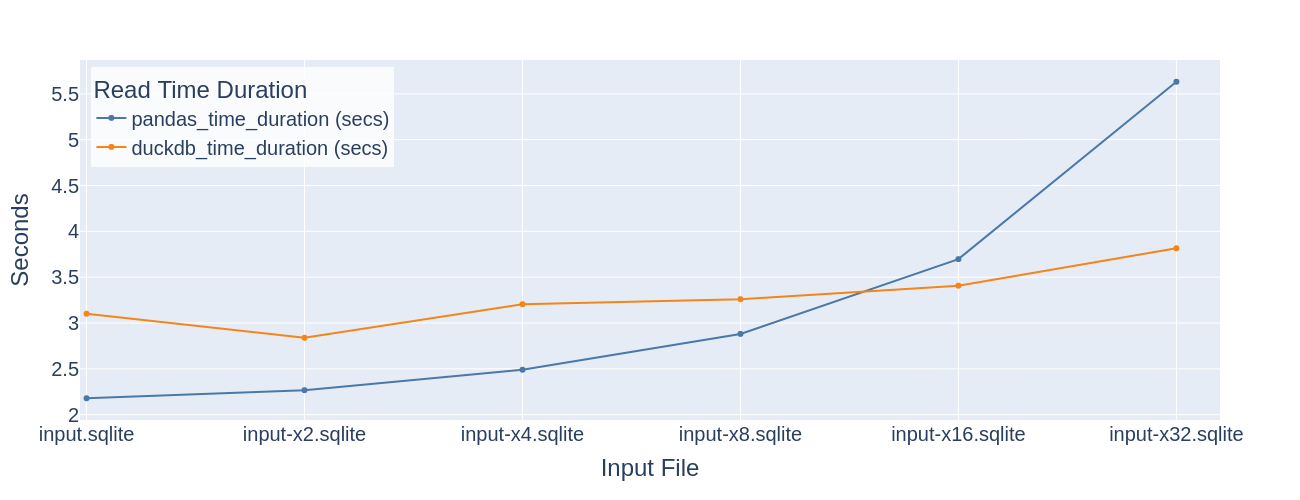 Read Time Duration
pandas_time_duration (secs)
duckdb_time_duration (secs)
5.5
5
4.5
4
3.5
3
2.5
2
Seconds
input.sqlite
input-x2.sqlite
input-x4.sqlite
input-x8.sqlite
input-x16.sqlite
input-x32.sqlite
Input File